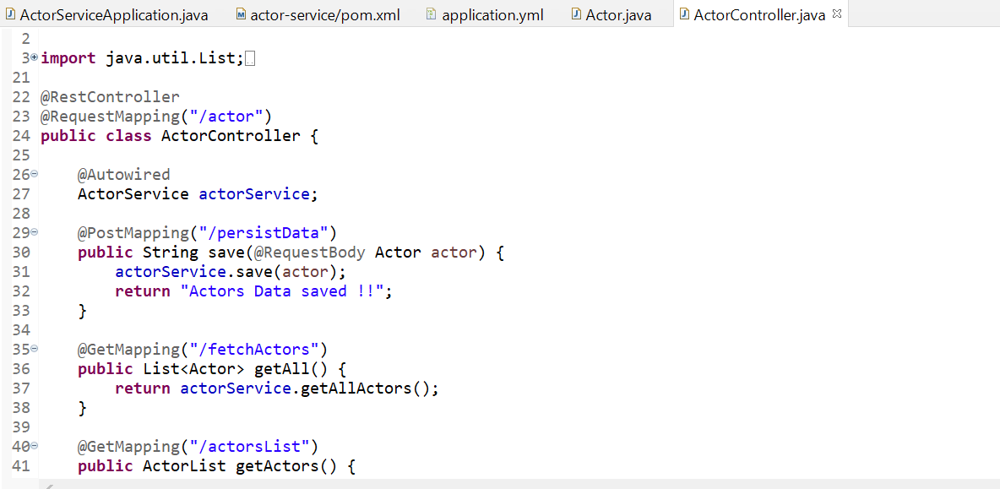 ActorServiceApplication.java actor-service/pom.xml application.yml Actor.java ActorController.java
2
3 import java.util.List;
21
22 @RestController
23 @RequestMapping("/actor")
24 public class ActorController {
25
26 @Autowired
27 ActorService actorService;
28
29 @PostMapping("/persistData")
30 public String save(@RequestBody Actor actor) {
31 actorService.save(actor);
32 return "Actors Data saved !!";
33 }
34
35 @GetMapping("/fetchActors")
36 public List<Actor> getAll() {
37 return actorService.getAllActors();
38 }
39
40 @GetMapping("/actorsList")
41 public ActorList getActors() {